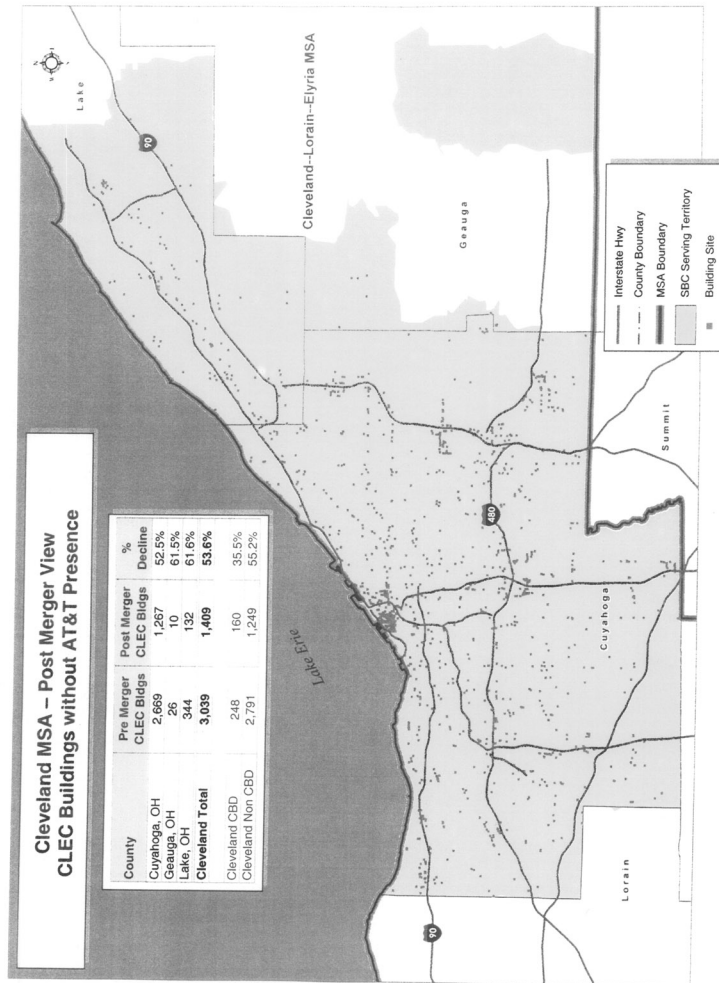 Cleveland MSA – Post Merger View
CLEC Buildings without AT&T Presence
County Pre Merger CLEC Bldgs Post Merger CLEC Bldgs % Decline
Cuyahoga, OH 2,669 1,267 52.5%
Geauga, OH 26 10 61.5%
Lake, OH 344 132 61.6%
Cleveland Total 3,039 1,409 53.6%
Cleveland CBD 248 160 35.5%
Cleveland Non CBD 2,791 1,249 55.2%
Lake Erie
N
Lake
90
Cleveland--Lorain--Elyria MSA
Geauga
480
Cuyahoga
Summit
Lorain
90
Interstate Hwy
County Boundary
MSA Boundary
SBC Serving Territory
Building Site